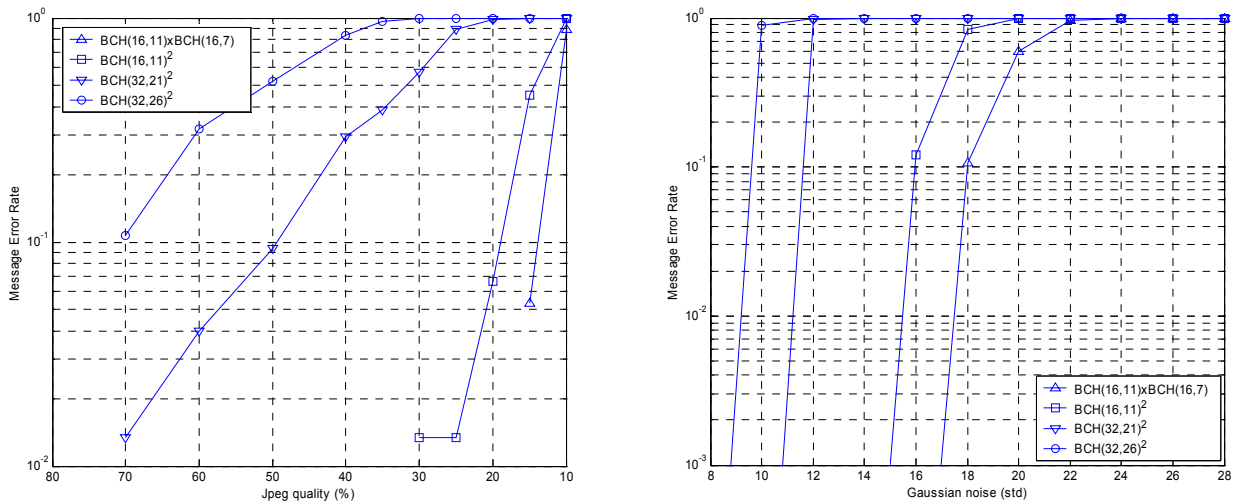 10^0
10^-1
10^-2
Message Error Rate
80 70 60 50 40 30 20 10
Jpeg quality (%)
BCH(16,11)xBCH(16,7)
BCH(16,11)^2
BCH(32,21)^2
BCH(32,26)^2
10^0
10^-1
10^-2
10^-3
Message Error Rate
8 10 12 14 16 18 20 22 24 26 28
Gaussian noise (std)
BCH(16,11)xBCH(16,7)
BCH(16,11)^2
BCH(32,21)^2
BCH(32,26)^2